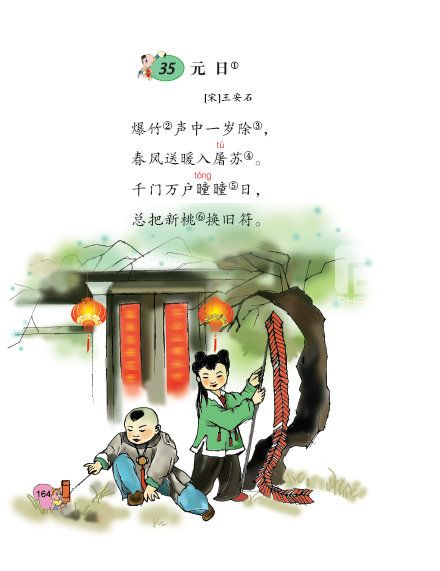 35 元日①
[宋]王安石
爆竹②声中一岁除③,
tú
春风送暖入屠苏④。
tóng
千门万户瞳瞳⑤日,
总把新桃⑥换旧符。
164